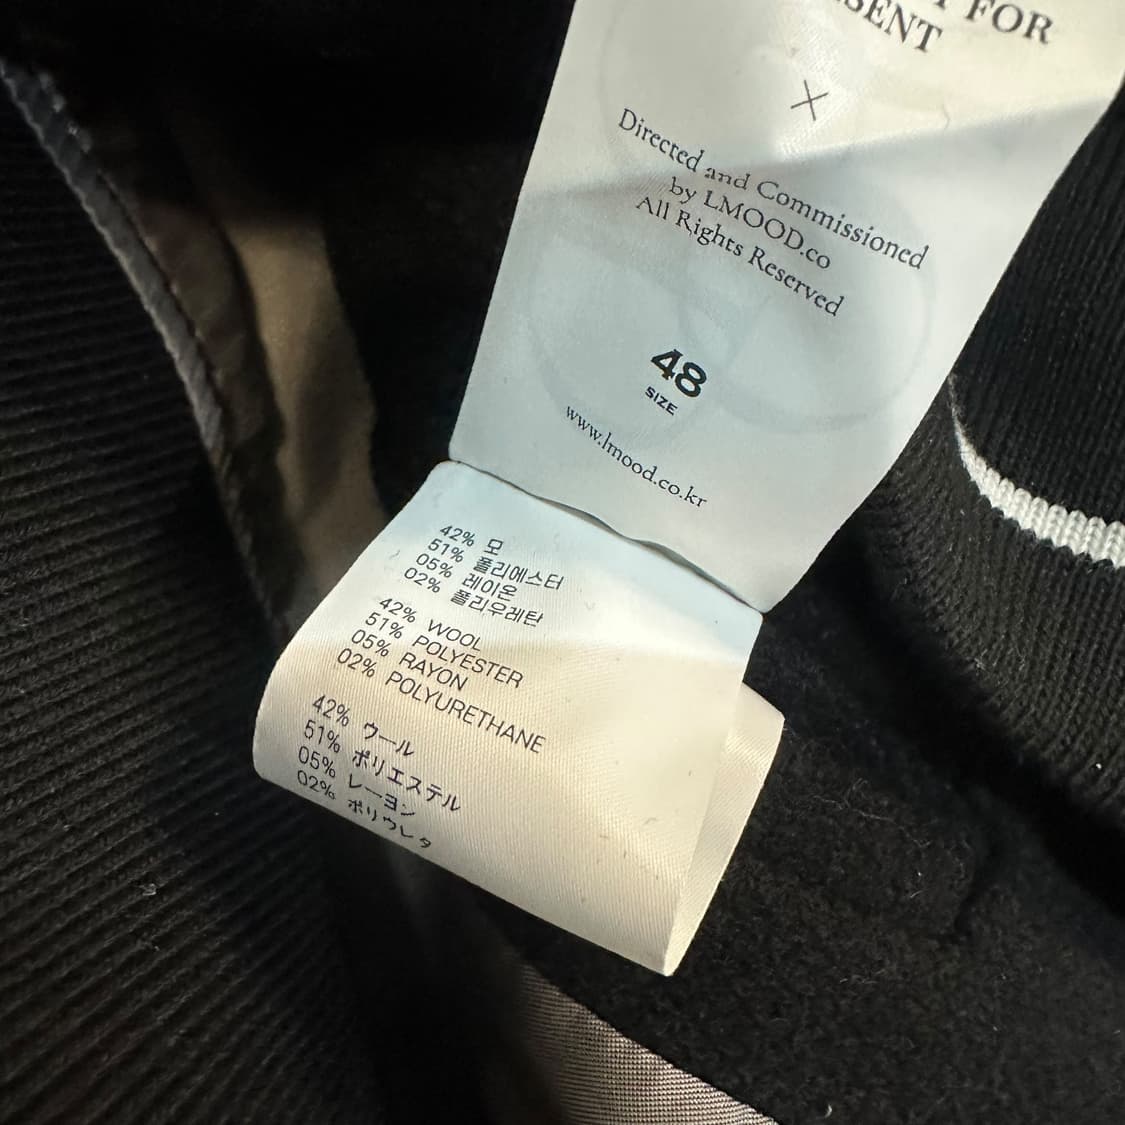 FOR
SENT
X
Directed and Commissioned
by LMOOD.co
All Rights Reserved
48
SIZE
www.lmood.co.kr
42% 모
51% 폴리에스터
05% 레이온
02% 폴리우레탄
42% WOOL
51% POLYESTER
05% RAYON
02% POLYURETHANE
42% ウール
51% ポリエステル
05% レーヨン
02% ポリウレタ